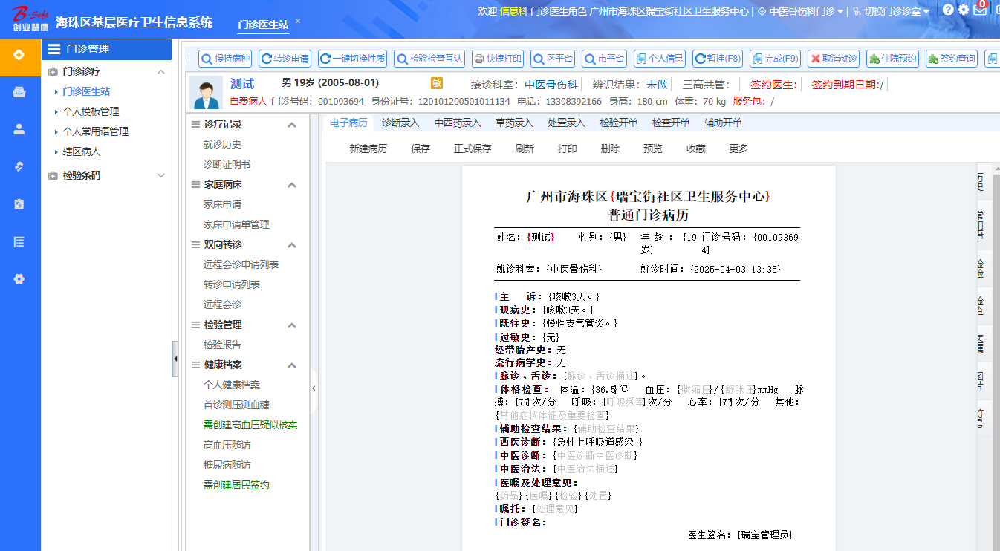 B-Soft
创业慧康
海珠区基层医疗卫生信息系统
门诊医生站 ×
欢迎 信息科 门诊医生角色 广州市海珠区瑞宝街社区卫生服务中心 | 中医骨伤科门诊 | 切换门诊诊室
0
门诊管理
门诊诊疗
门诊医生站
个人模板管理
个人常用语管理
辖区病人
检验条码
慢特病种 转诊申请 一键切换性质 检验检查互认 快捷打印 区平台 市平台 个人信息 暂挂(F8) 完成(F9) 取消就诊 住院预约 签约查询
测试 男 19岁 (2005-08-01) 敏 接诊科室：中医骨伤科 辨识结果：未做 三高共管： 签约医生: 签约到期日期:/
自费病人 门诊号码：001093694 身份证号：120101200501011134 电话：13398392166 身高：180 cm 体重：70 kg 服务包：/
诊疗记录
就诊历史
诊断证明书
家庭病床
家床申请
家床申请单管理
双向转诊
远程会诊申请列表
转诊申请列表
远程会诊
检验管理
检验报告
健康档案
个人健康档案
首诊测压测血糖
需创建高血压疑似核实
高血压随访
糖尿病随访
需创建居民签约
电子病历 诊断录入 中西药录入 草药录入 处置录入 检验开单 检查开单 辅助开单
新建病历 保存 正式保存 刷新 打印 删除 预览 收藏 更多
广州市海珠区{瑞宝街社区卫生服务中心}
普通门诊病历
姓名：{测试} 性别：{男} 年 龄 ：{19 门诊号码：{00109369
岁} 4}
就诊科室：{中医骨伤科} 就诊时间：{2025-04-03 13:35}
主 诉：{咳嗽3天。}
现病史：{咳嗽3天。}
既往史：{慢性支气管炎。}
过敏史：{无}
经带胎产史：无
流行病学史：无
脉诊、舌诊：{脉诊、舌诊描述}。
体格检查： 体温：{36.5}℃ 血压：{收缩压}/{舒张压}mmHg 脉
搏：{77}次/分 呼吸：{呼吸频率}次/分 心率：{77}次/分 其他：
{其他症状体征及重要检查}
辅助检查结果：{辅助检查结果}
西医诊断：{急性上呼吸道感染 }
中医诊断：{中医诊断中医诊断}
中医治法：{中医治法描述}
医嘱及处理意见：
{药品}{医嘱}{检验}{处置}
嘱托：{处理意见}
门诊签名：
医生签名：{瑞宝管理员}
历史
常用语
检验
检查
医嘱
图片
符号